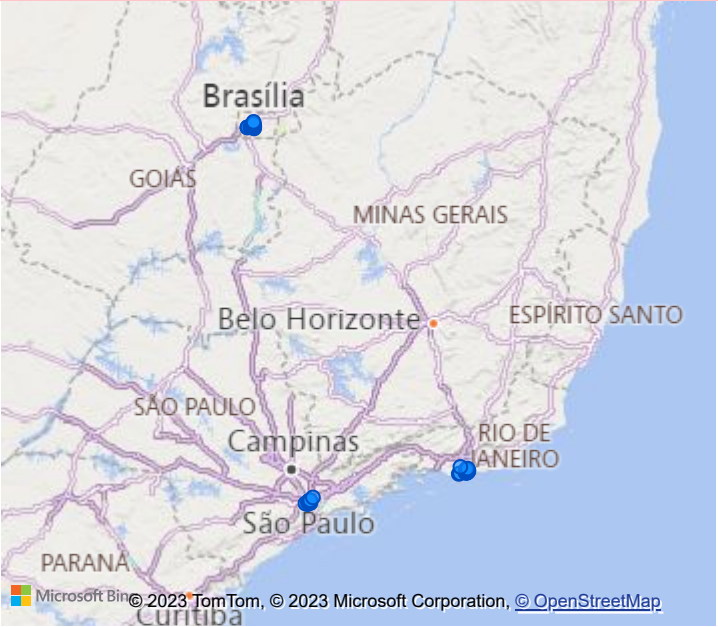 Brasília
GOIÁS
MINAS GERAIS
Belo Horizonte
ESPÍRITO SANTO
SÃO PAULO
RIO DE
JANEIRO
Campinas
São Paulo
PARANÁ
Microsoft Bing
© 2023 TomTom, © 2023 Microsoft Corporation, © OpenStreetMap
Curitiba